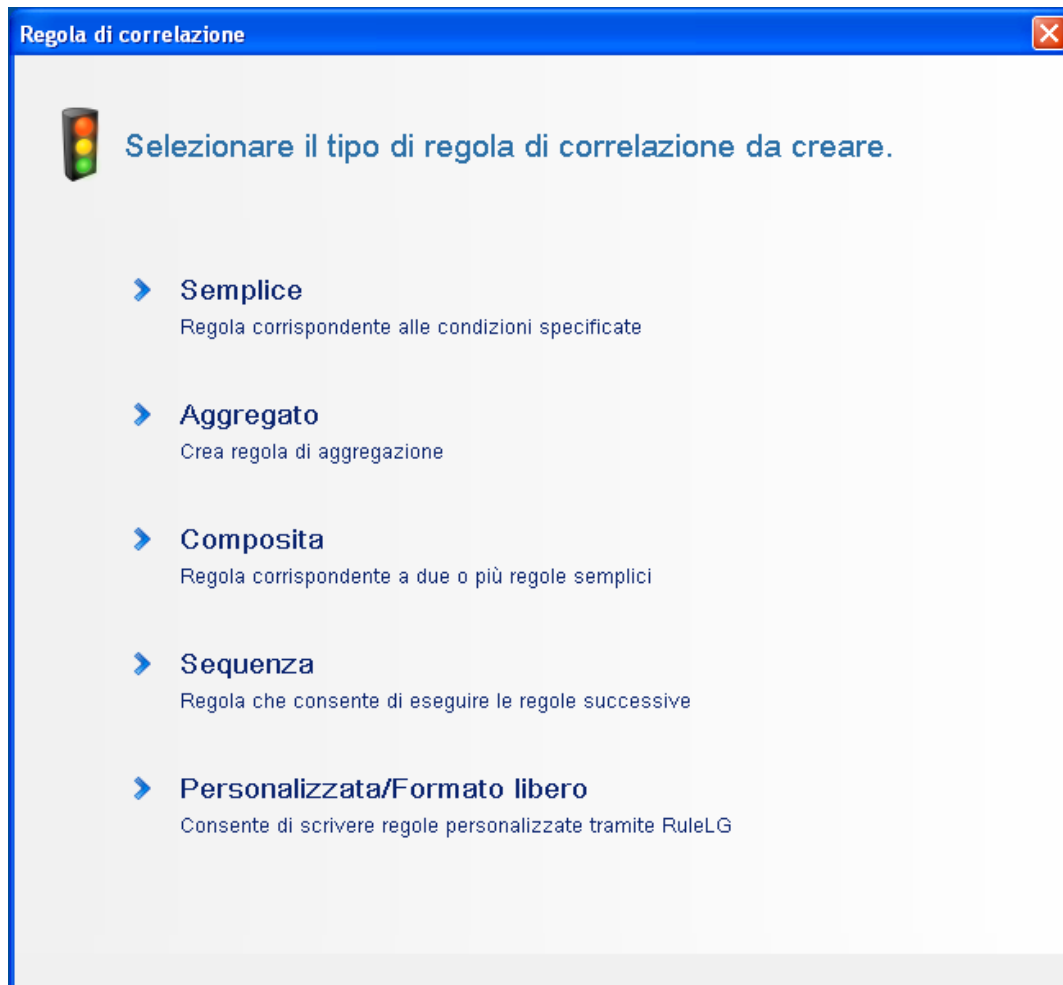 Regola di correlazione
Selezionare il tipo di regola di correlazione da creare.
Semplice
Regola corrispondente alle condizioni specificate
Aggregato
Crea regola di aggregazione
Composita
Regola corrispondente a due o più regole semplici
Sequenza
Regola che consente di eseguire le regole successive
Personalizzata/Formato libero
Consente di scrivere regole personalizzate tramite RuleLG